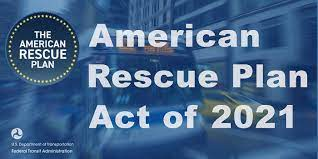 THE
AMERICAN
RESCUE
PLAN
American
Rescue Plan
Act of 2021
U.S. Department of Transportation
Federal Transit Administration